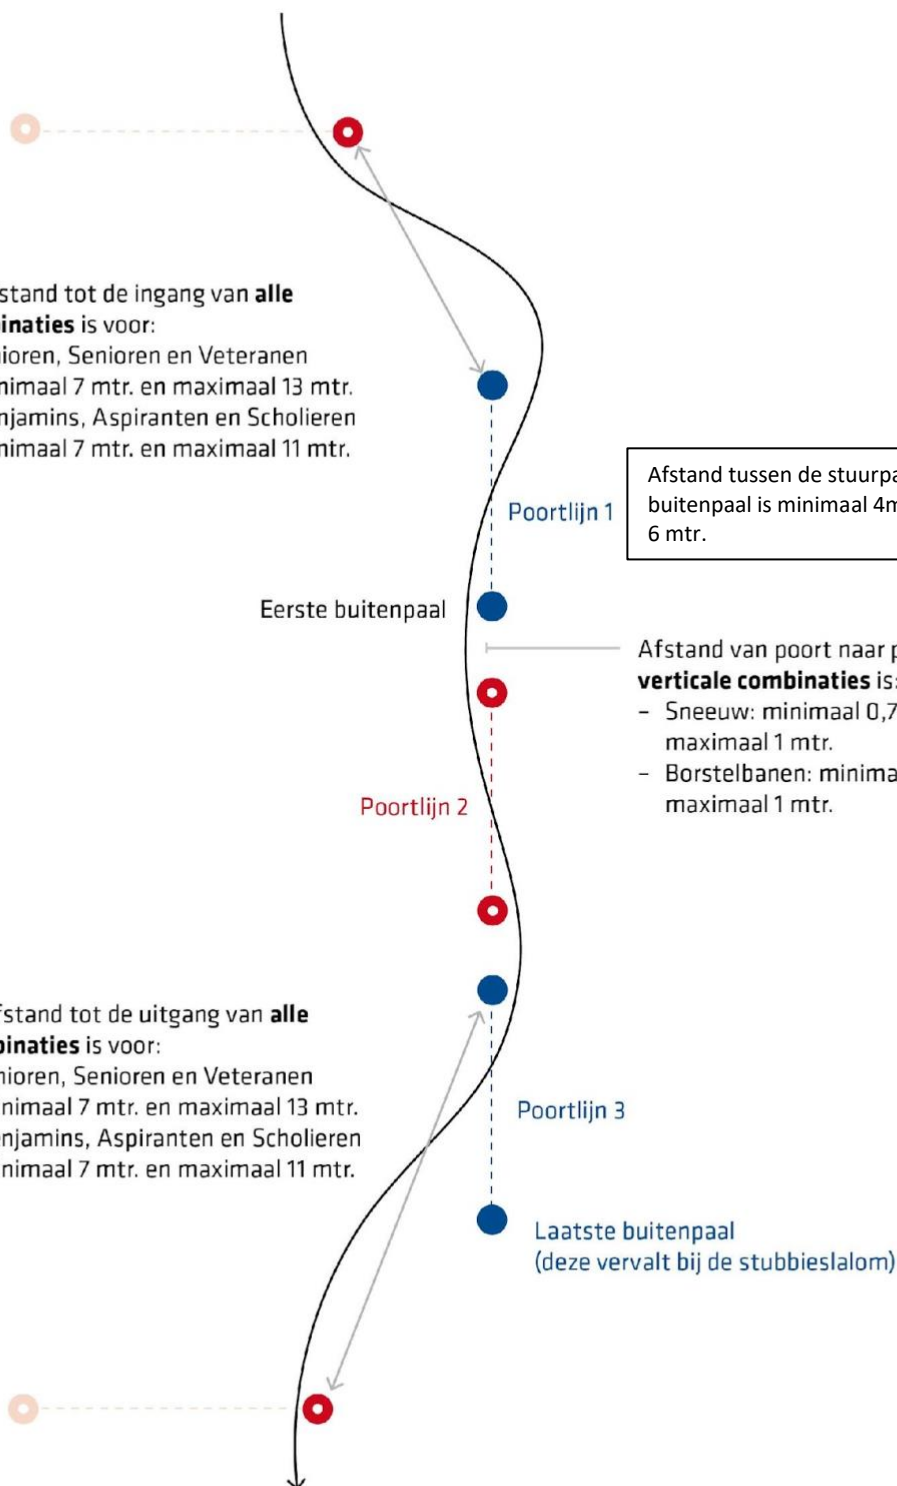 stand tot de ingang van alle
binaties is voor:
nioren, Senioren en Veteranen
nimaal 7 mtr. en maximaal 13 mtr.
njamins, Aspiranten en Scholieren
nimaal 7 mtr. en maximaal 11 mtr.
Poortlijn 1
Afstand tussen de stuurpa
buitenpaal is minimaal 4m
6 mtr.
Eerste buitenpaal
Afstand van poort naar p
verticale combinaties is:
– Sneeuw: minimaal 0,7
maximaal 1 mtr.
– Borstelbanen: minima
maximaal 1 mtr.
Poortlijn 2
fstand tot de uitgang van alle
binaties is voor:
nioren, Senioren en Veteranen
nimaal 7 mtr. en maximaal 13 mtr.
enjamins, Aspiranten en Scholieren
nimaal 7 mtr. en maximaal 11 mtr.
Poortlijn 3
Laatste buitenpaal
(deze vervalt bij de stubbieslalom)